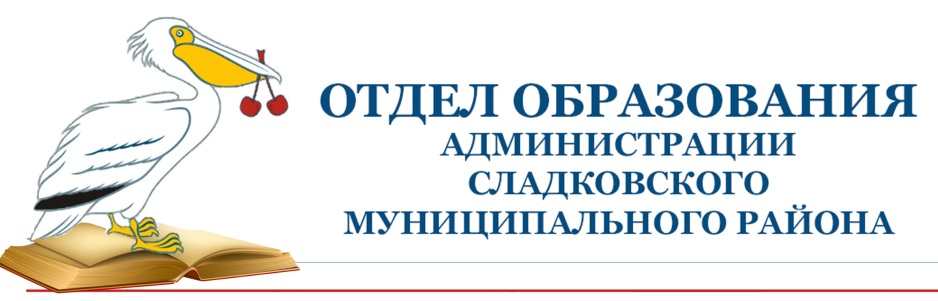 ОТДЕЛ ОБРАЗОВАНИЯ
АДМИНИСТРАЦИИ
СЛАДКОВСКОГО
МУНИЦИПАЛЬНОГО РАЙОНА